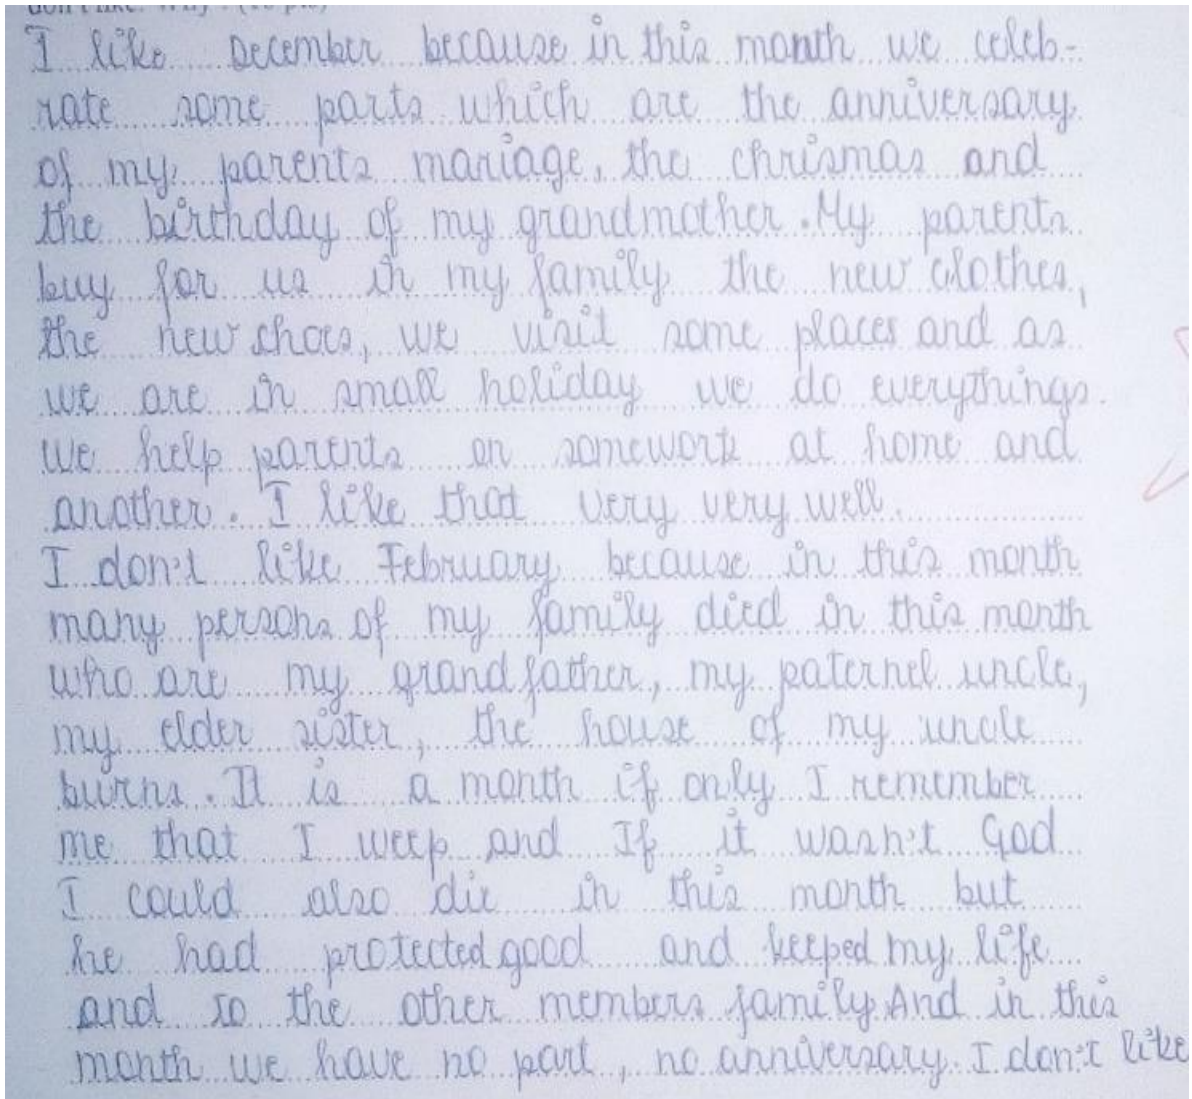 don't like. Why? (10 pts)
I like December because in this month we celeb-
rate some parts which are the anniversary
of my parents mariage, the chrismas and
the birthday of my grandmother. My parents
buy for us in my family the new clothes,
the new shoes, we visit some places and as
we are in small holiday we do everythings.
We help parents on somework at home and
another. I like that very very well.
I don't like February because in this month
many persons of my family died in this month
who are my grandfather, my paternel uncle,
my elder sister, the house of my uncle
burns. It is a month if only I remember
me that I weep and If it wasn't God
I could also die in this month but
he had protected good and keeped my life
and so the other members family. And in this
month we have no part, no anniversary. I don't like